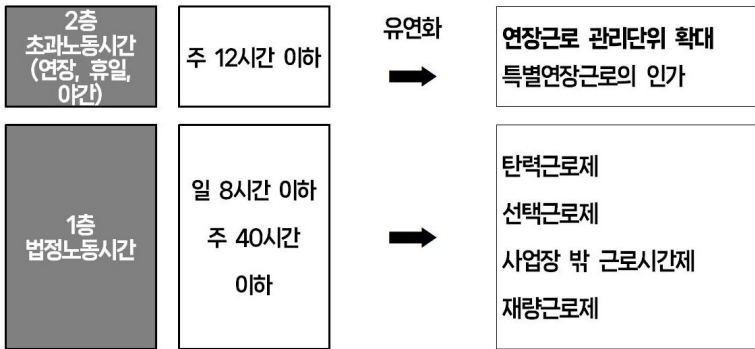 2층
초과노동시간
(연장, 휴일,
야간)
주 12시간 이하
유연화
연장근로 관리단위 확대
특별연장근로의 인가
1층
법정노동시간
일 8시간 이하
주 40시간
이하
탄력근로제
선택근로제
사업장 밖 근로시간제
재량근로제